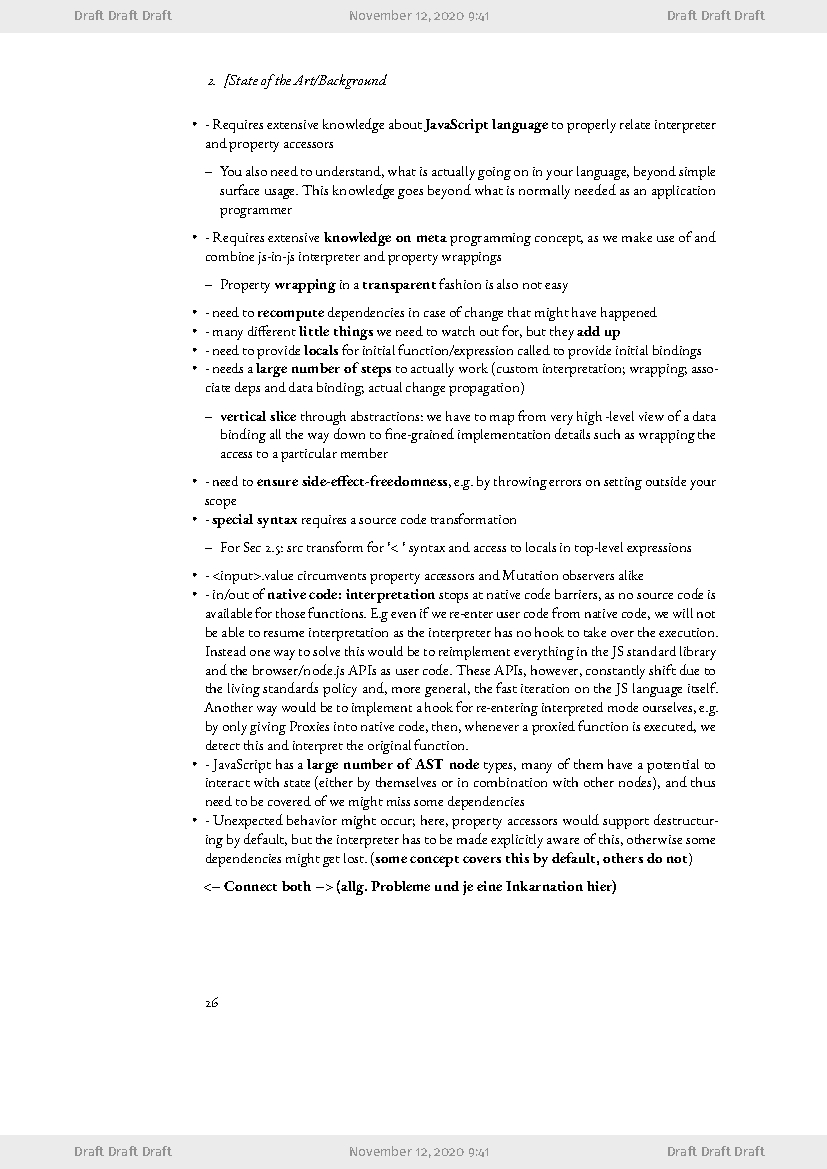 Draft Draft Draft November 12, 2020 9:41 Draft Draft Draft
2. [State of the Art/Background
• - Requires extensive knowledge about JavaScript language to properly relate interpreter
and property accessors
– You also need to understand, what is actually going on in your language, beyond simple
surface usage. This knowledge goes beyond what is normally needed as an application
programmer
• - Requires extensive knowledge on meta programming concept, as we make use of and
combine js-in-js interpreter and property wrappings
– Property wrapping in a transparent fashion is also not easy
• - need to recompute dependencies in case of change that might have happened
• - many different little things we need to watch out for, but they add up
• - need to provide locals for initial function/expression called to provide initial bindings
• - needs a large number of steps to actually work (custom interpretation; wrapping; asso-
ciate deps and data binding; actual change propagation)
– vertical slice through abstractions: we have to map from very high -level view of a data
binding all the way down to fine-grained implementation details such as wrapping the
access to a particular member
• - need to ensure side-effect-freedomness, e.g. by throwing errors on setting outside your
scope
• - special syntax requires a source code transformation
– For Sec 2.5: src transform for '< ' syntax and access to locals in top-level expressions
• - <input>.value circumvents property accessors and Mutation observers alike
• - in/out of native code: interpretation stops at native code barriers, as no source code is
available for those functions. E.g even if we re-enter user code from native code, we will not
be able to resume interpretation as the interpreter has no hook to take over the execution.
Instead one way to solve this would be to reimplement everything in the JS standard library
and the browser/node.js APIs as user code. These APIs, however, constantly shift due to
the living standards policy and, more general, the fast iteration on the JS language itself.
Another way would be to implement a hook for re-entering interpreted mode ourselves, e.g.
by only giving Proxies into native code, then, whenever a proxied function is executed, we
detect this and interpret the original function.
• - JavaScript has a large number of AST node types, many of them have a potential to
interact with state (either by themselves or in combination with other nodes), and thus
need to be covered of we might miss some dependencies
• - Unexpected behavior might occur; here, property accessors would support destructur-
ing by default, but the interpreter has to be made explicitly aware of this, otherwise some
dependencies might get lost. (some concept covers this by default, others do not)
<– Connect both –> (allg. Probleme und je eine Inkarnation hier)
26
Draft Draft Draft November 12, 2020 9:41 Draft Draft Draft